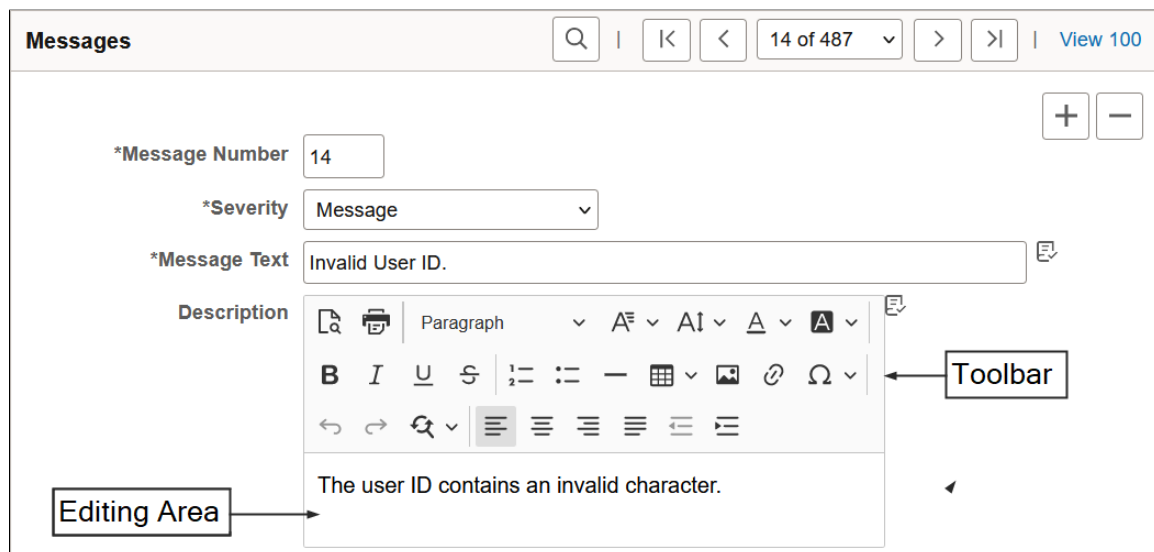 Messages | 14 of 487 | View 100
*Message Number 14
*Severity Message
*Message Text Invalid User ID.
Description Paragraph A A A A
B I U S Ω
Toolbar
The user ID contains an invalid character.
Editing Area